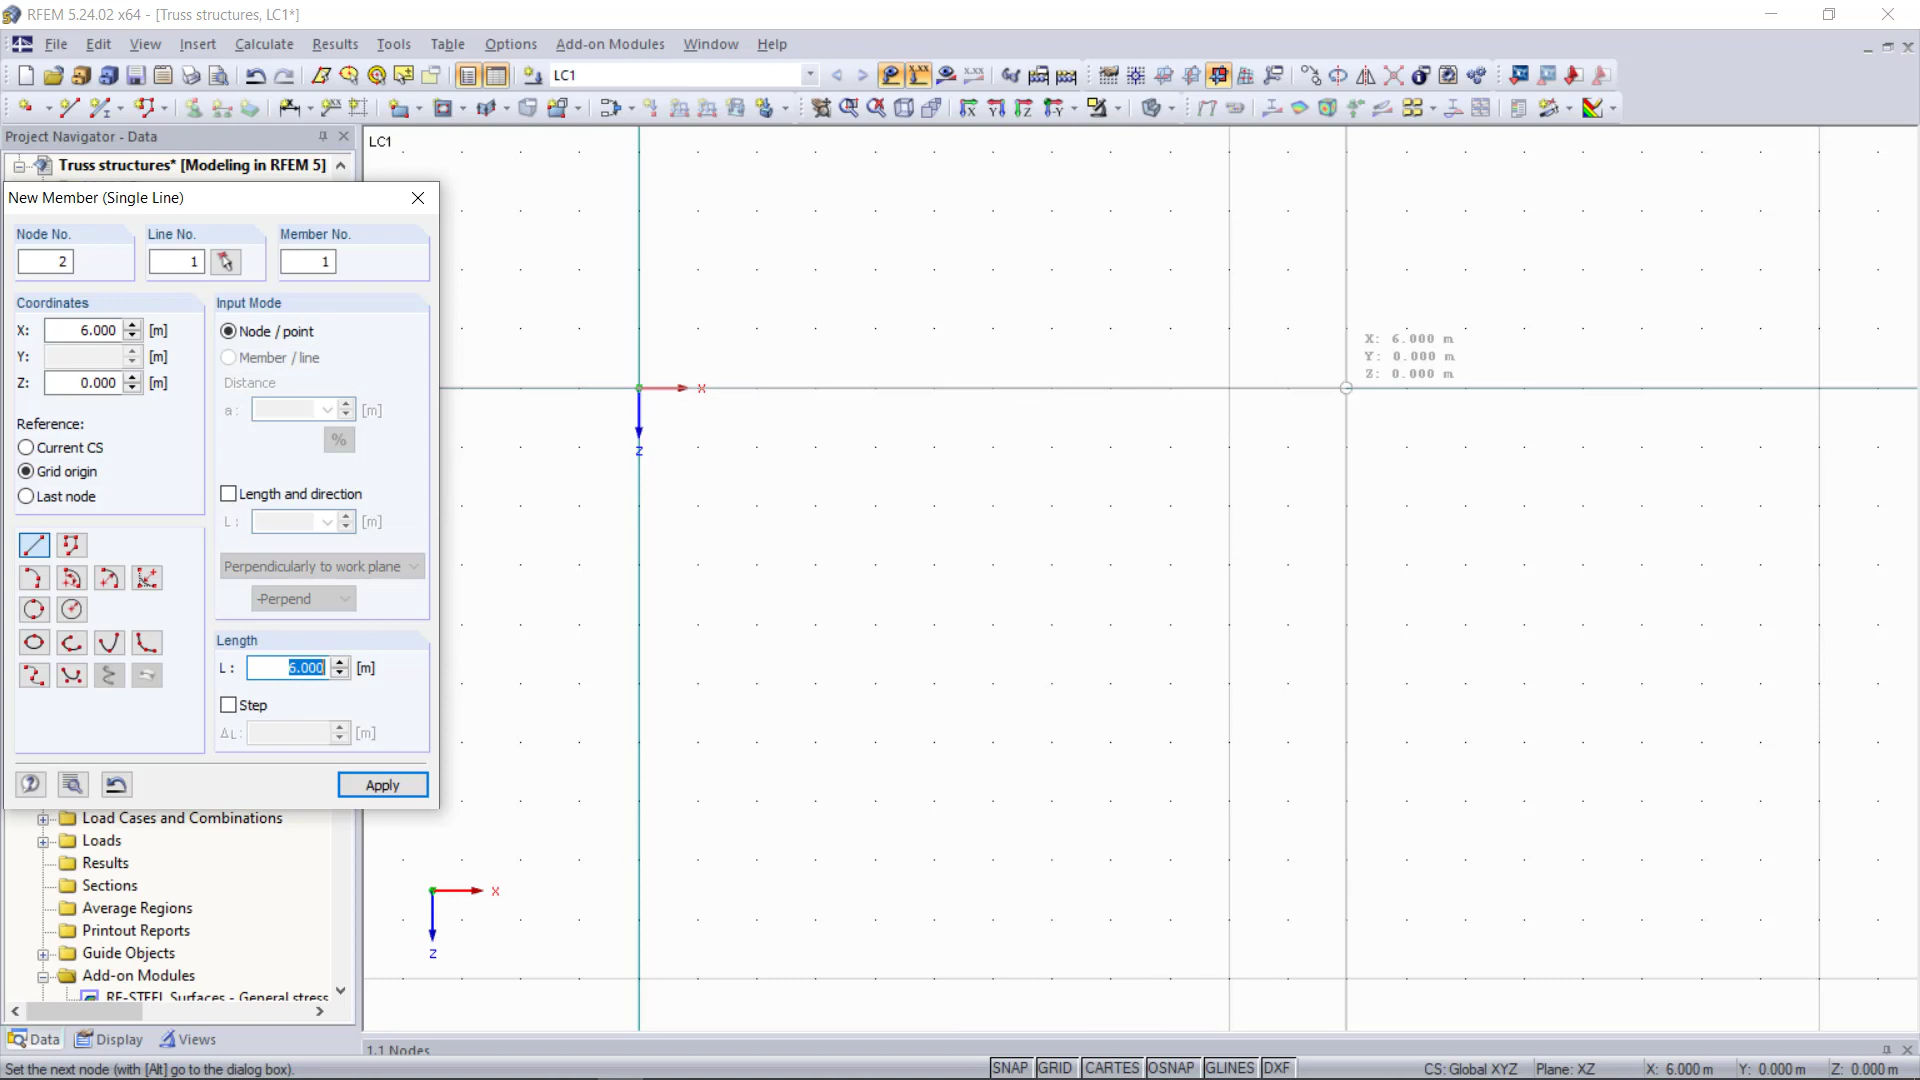 RFEM 5.24.02 x64 - [Truss structures, LC1*]
File Edit View Insert Calculate Results Tools Table Options Add-on Modules Window Help
LC1
Project Navigator - Data
Truss structures* [Modeling in RFEM 5]
LC1
New Member (Single Line)
Node No. Line No. Member No.
2 1 1
Coordinates Input Mode
X: 6.000 [m] Node / point
Y: [m] Member / line
Z: 0.000 [m] Distance
a: [m]
%
Reference:
Current CS
Grid origin
Last node
Length and direction
L: [m]
Perpendicularly to work plane
-Perpend
Length
L: 6.000 [m]
Step
ΔL: [m]
Apply
X
Z
X: 6.000 m
Y: 0.000 m
Z: 0.000 m
Load Cases and Combinations
Loads
Results
Sections
Average Regions
Printout Reports
Guide Objects
Add-on Modules
RF-STEEL Surfaces - General stress
X
Z
Data Display Views
1.1 Nodes
Set the next node (with [Alt] go to the dialog box).
SNAP GRID CARTES OSNAP GLINES DXF CS: Global XYZ Plane: XZ X: 6.000 m Y: 0.000 m Z: 0.000 m